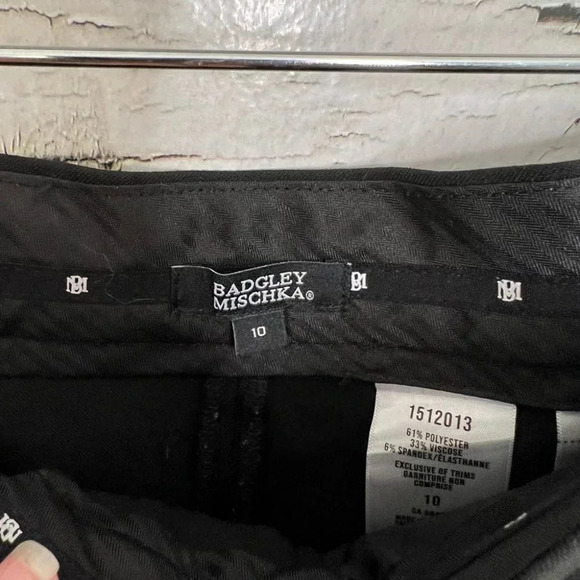 BADGLEY
MISCHKA®
10
1512013
61% POLYESTER
33% VISCOSE
6% SPANDEX/ELASTHANNE
EXCLUSIVE OF TRIMS
GARNITURE NON
COMPRISE
10